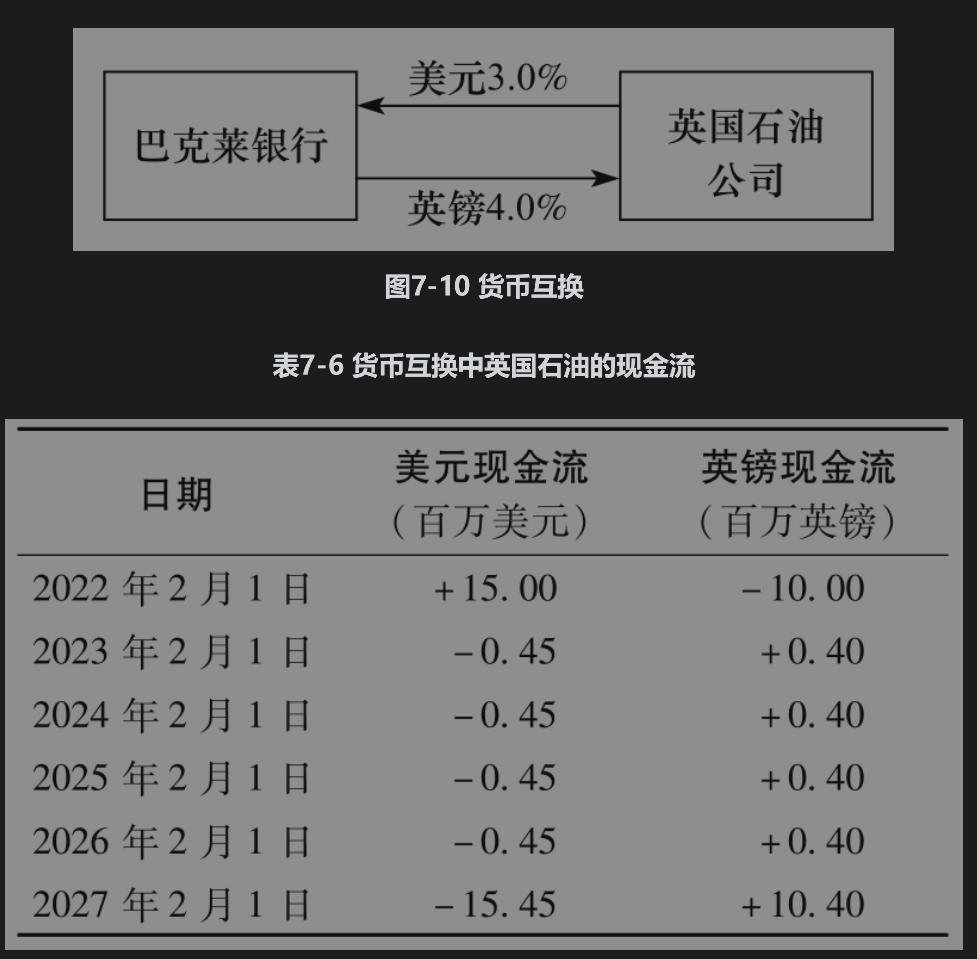 美元3.0%
巴克莱银行
英国石油
公司
英镑4.0%
图7-10 货币互换
表7-6 货币互换中英国石油的现金流
日期 美元现金流 英镑现金流
（百万美元） （百万英镑）
2022 年 2 月 1 日 +15.00 -10.00
2023 年 2 月 1 日 -0.45 +0.40
2024 年 2 月 1 日 -0.45 +0.40
2025 年 2 月 1 日 -0.45 +0.40
2026 年 2 月 1 日 -0.45 +0.40
2027 年 2 月 1 日 -15.45 +10.40